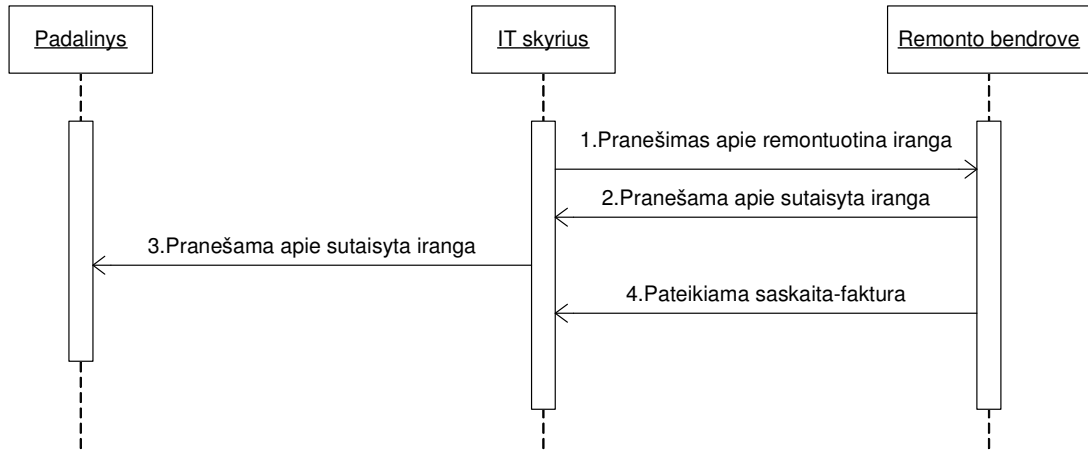 Padalinys
IT skyrius
Remonto bendrove
1.Pranešimas apie remontuotina iranga
2.Pranešama apie sutaisyta iranga
3.Pranešama apie sutaisyta iranga
4.Pateikiama saskaita-faktura